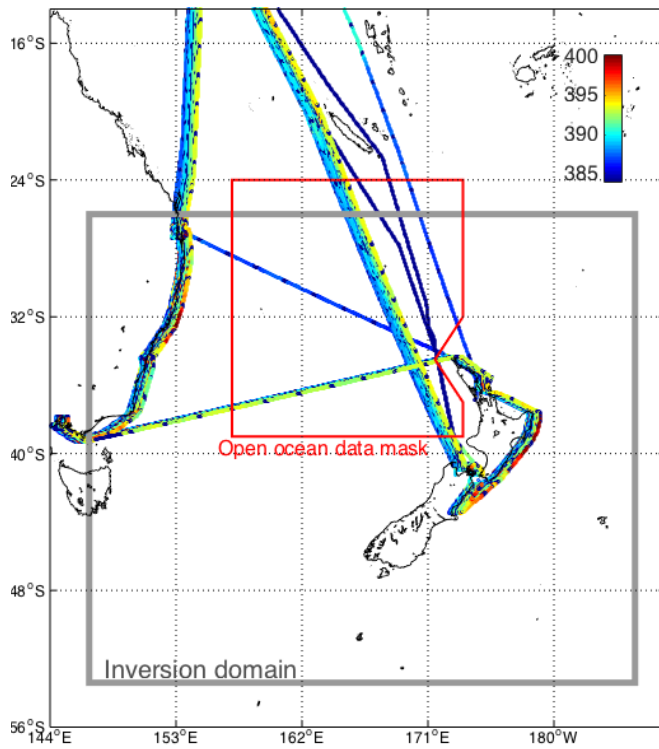 16°S
24°S
32°S
40°S
48°S
56°S
400
395
390
385
Open ocean data mask
Inversion domain
144°E
153°E
162°E
171°E
180°W